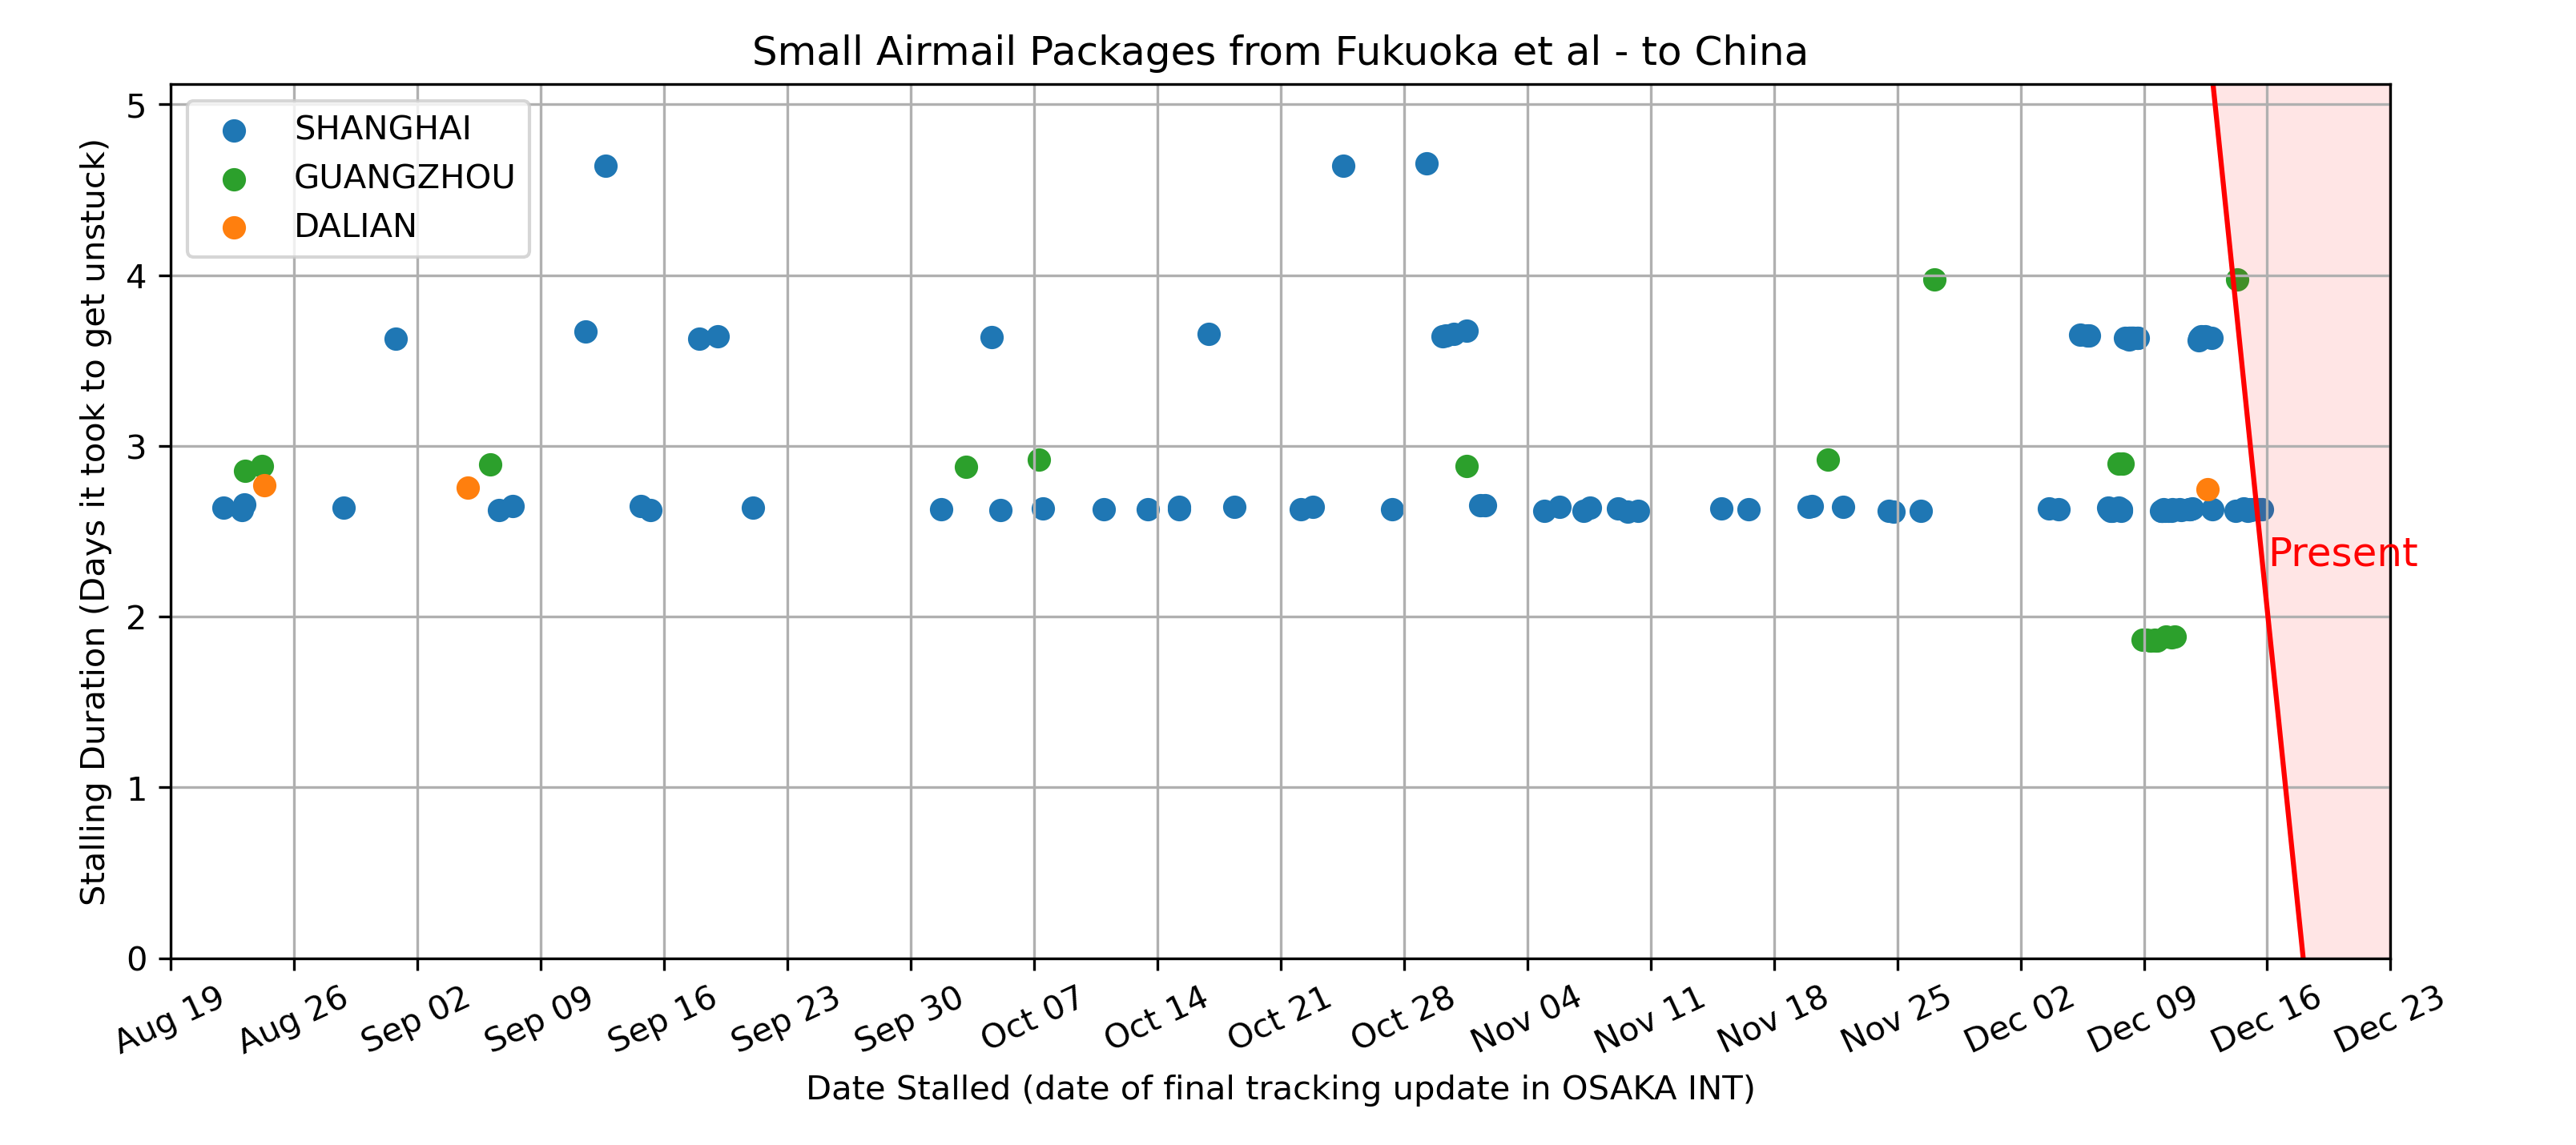 Small Airmail Packages from Fukuoka et al - to China
SHANGHAI
GUANGZHOU
DALIAN
Stalling Duration (Days it took to get unstuck)
5
4
3
2
1
0
Present
Aug 19
Aug 26
Sep 02
Sep 09
Sep 16
Sep 23
Sep 30
Oct 07
Oct 14
Oct 21
Oct 28
Nov 04
Nov 11
Nov 18
Nov 25
Dec 02
Dec 09
Dec 16
Dec 23
Date Stalled (date of final tracking update in OSAKA INT)